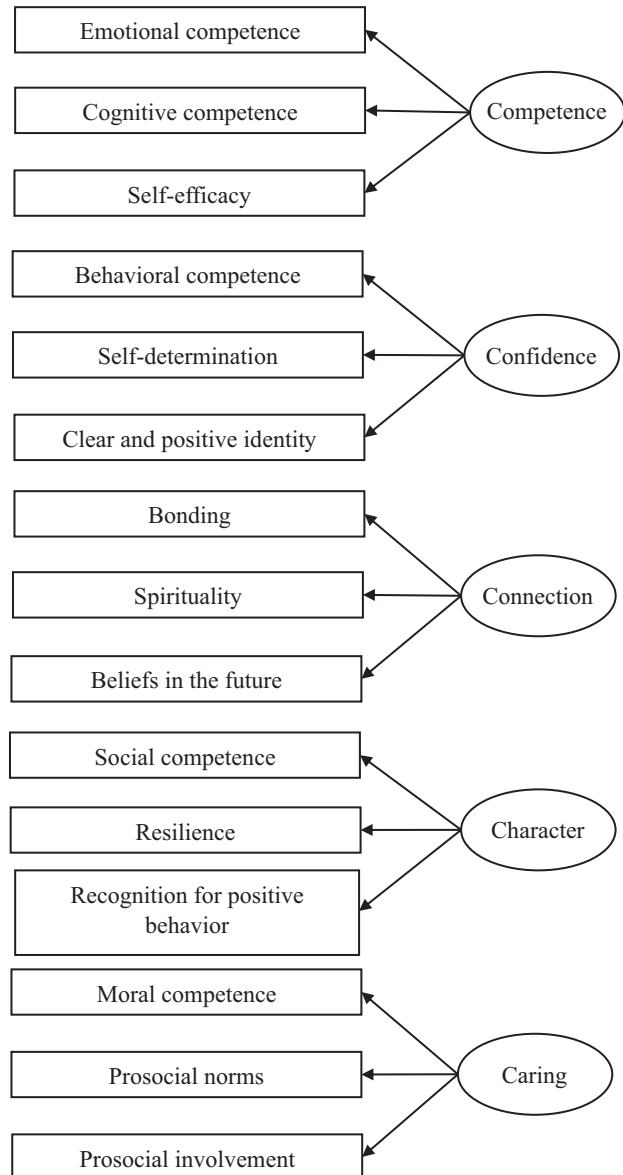 Emotional competence
Cognitive competence
Competence
Self-efficacy
Behavioral competence
Self-determination
Confidence
Clear and positive identity
Bonding
Spirituality
Connection
Beliefs in the future
Social competence
Resilience
Character
Recognition for positive
behavior
Moral competence
Prosocial norms
Caring
Prosocial involvement